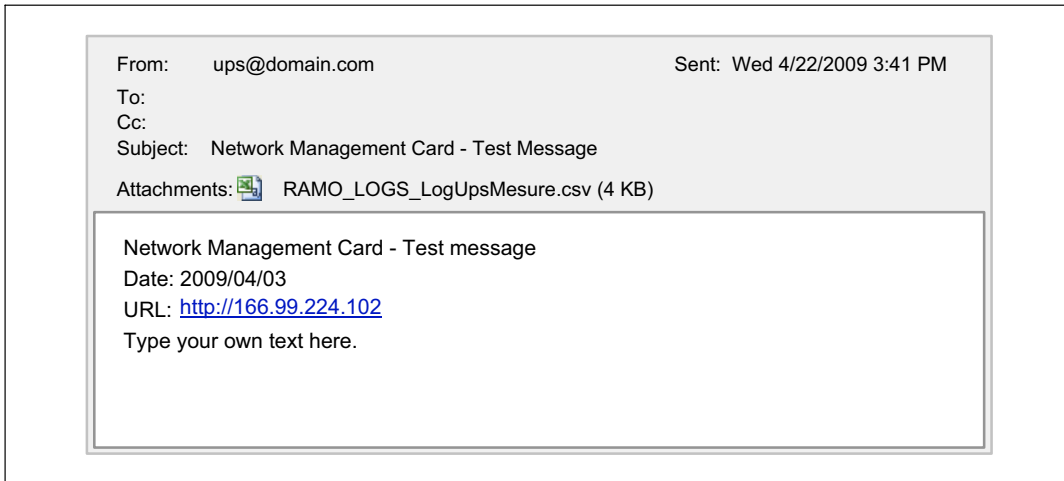 From: ups@domain.com Sent: Wed 4/22/2009 3:41 PM
To:
Cc:
Subject: Network Management Card - Test Message
Attachments: RAMO_LOGS_LogUpsMesure.csv (4 KB)
Network Management Card - Test message
Date: 2009/04/03
URL: http://166.99.224.102
Type your own text here.